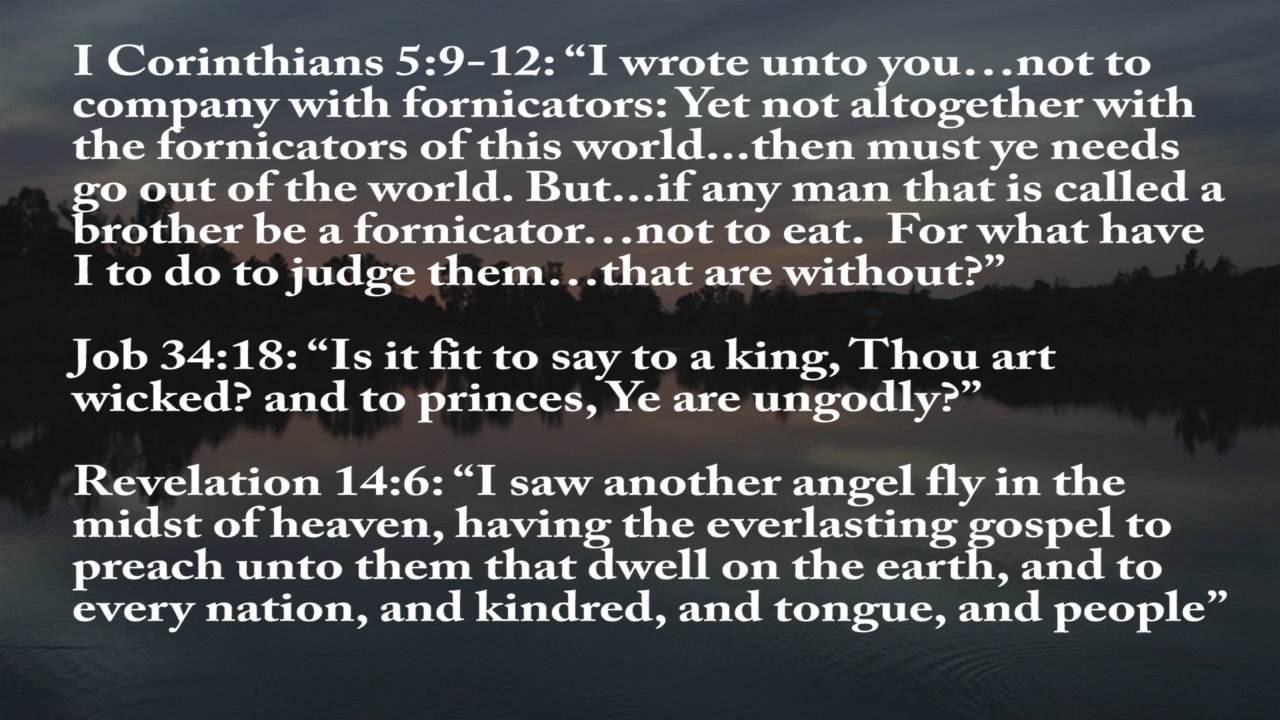 I Corinthians 5:9-12: “I wrote unto you…not to
company with fornicators: Yet not altogether with
the fornicators of this world...then must ye needs
go out of the world. But...if any man that is called a
brother be a fornicator…not to eat.  For what have
I to do to judge them…that are without?”
Job 34:18: “Is it fit to say to a king, Thou art
wicked? and to princes, Ye are ungodly?”
Revelation 14:6: “I saw another angel fly in the
midst of heaven, having the everlasting gospel to
preach unto them that dwell on the earth, and to
every nation, and kindred, and tongue, and people”